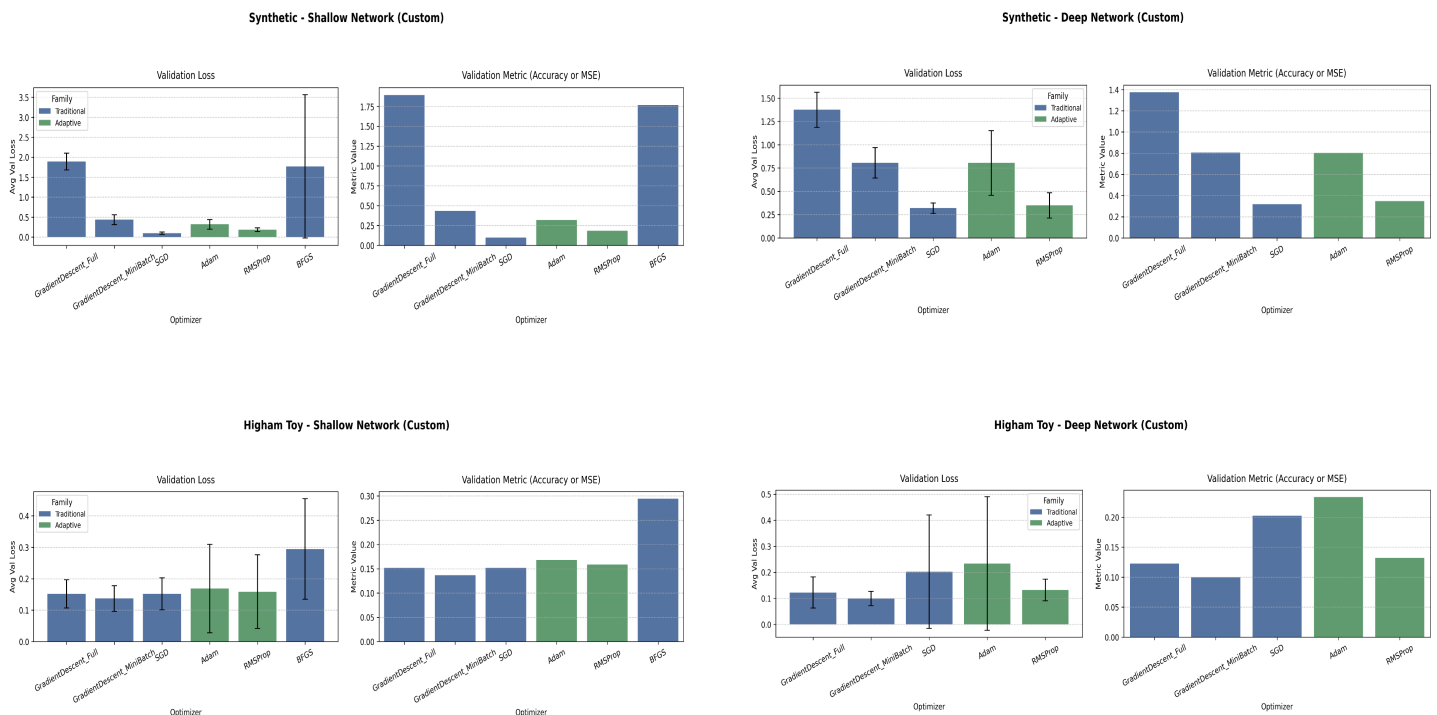 Synthetic - Shallow Network (Custom)
Validation Loss
Avg Val Loss
3.5
3.0
2.5
2.0
1.5
1.0
0.5
0.0
Family
Traditional
Adaptive
GradientDescent_Full
GradientDescent_MiniBatch
SGD
Adam
RMSProp
BFGS
Optimizer
Validation Metric (Accuracy or MSE)
Metric Value
1.75
1.50
1.25
1.00
0.75
0.50
0.25
0.00
GradientDescent_Full
GradientDescent_MiniBatch
SGD
Adam
RMSProp
BFGS
Optimizer
Synthetic - Deep Network (Custom)
Validation Loss
Avg Val Loss
1.50
1.25
1.00
0.75
0.50
0.25
0.00
Family
Traditional
Adaptive
GradientDescent_Full
GradientDescent_MiniBatch
SGD
Adam
RMSProp
Optimizer
Validation Metric (Accuracy or MSE)
Metric Value
1.4
1.2
1.0
0.8
0.6
0.4
0.2
0.0
GradientDescent_Full
GradientDescent_MiniBatch
SGD
Adam
RMSProp
Optimizer
Higham Toy - Shallow Network (Custom)
Validation Loss
Avg Val Loss
0.4
0.3
0.2
0.1
0.0
Family
Traditional
Adaptive
GradientDescent_Full
GradientDescent_MiniBatch
SGD
Adam
RMSProp
BFGS
Optimizer
Validation Metric (Accuracy or MSE)
Metric Value
0.30
0.25
0.20
0.15
0.10
0.05
0.00
GradientDescent_Full
GradientDescent_MiniBatch
SGD
Adam
RMSProp
BFGS
Optimizer
Higham Toy - Deep Network (Custom)
Validation Loss
Avg Val Loss
0.5
0.4
0.3
0.2
0.1
0.0
Family
Traditional
Adaptive
GradientDescent_Full
GradientDescent_MiniBatch
SGD
Adam
RMSProp
Optimizer
Validation Metric (Accuracy or MSE)
Metric Value
0.20
0.15
0.10
0.05
0.00
GradientDescent_Full
GradientDescent_MiniBatch
SGD
Adam
RMSProp
Optimizer